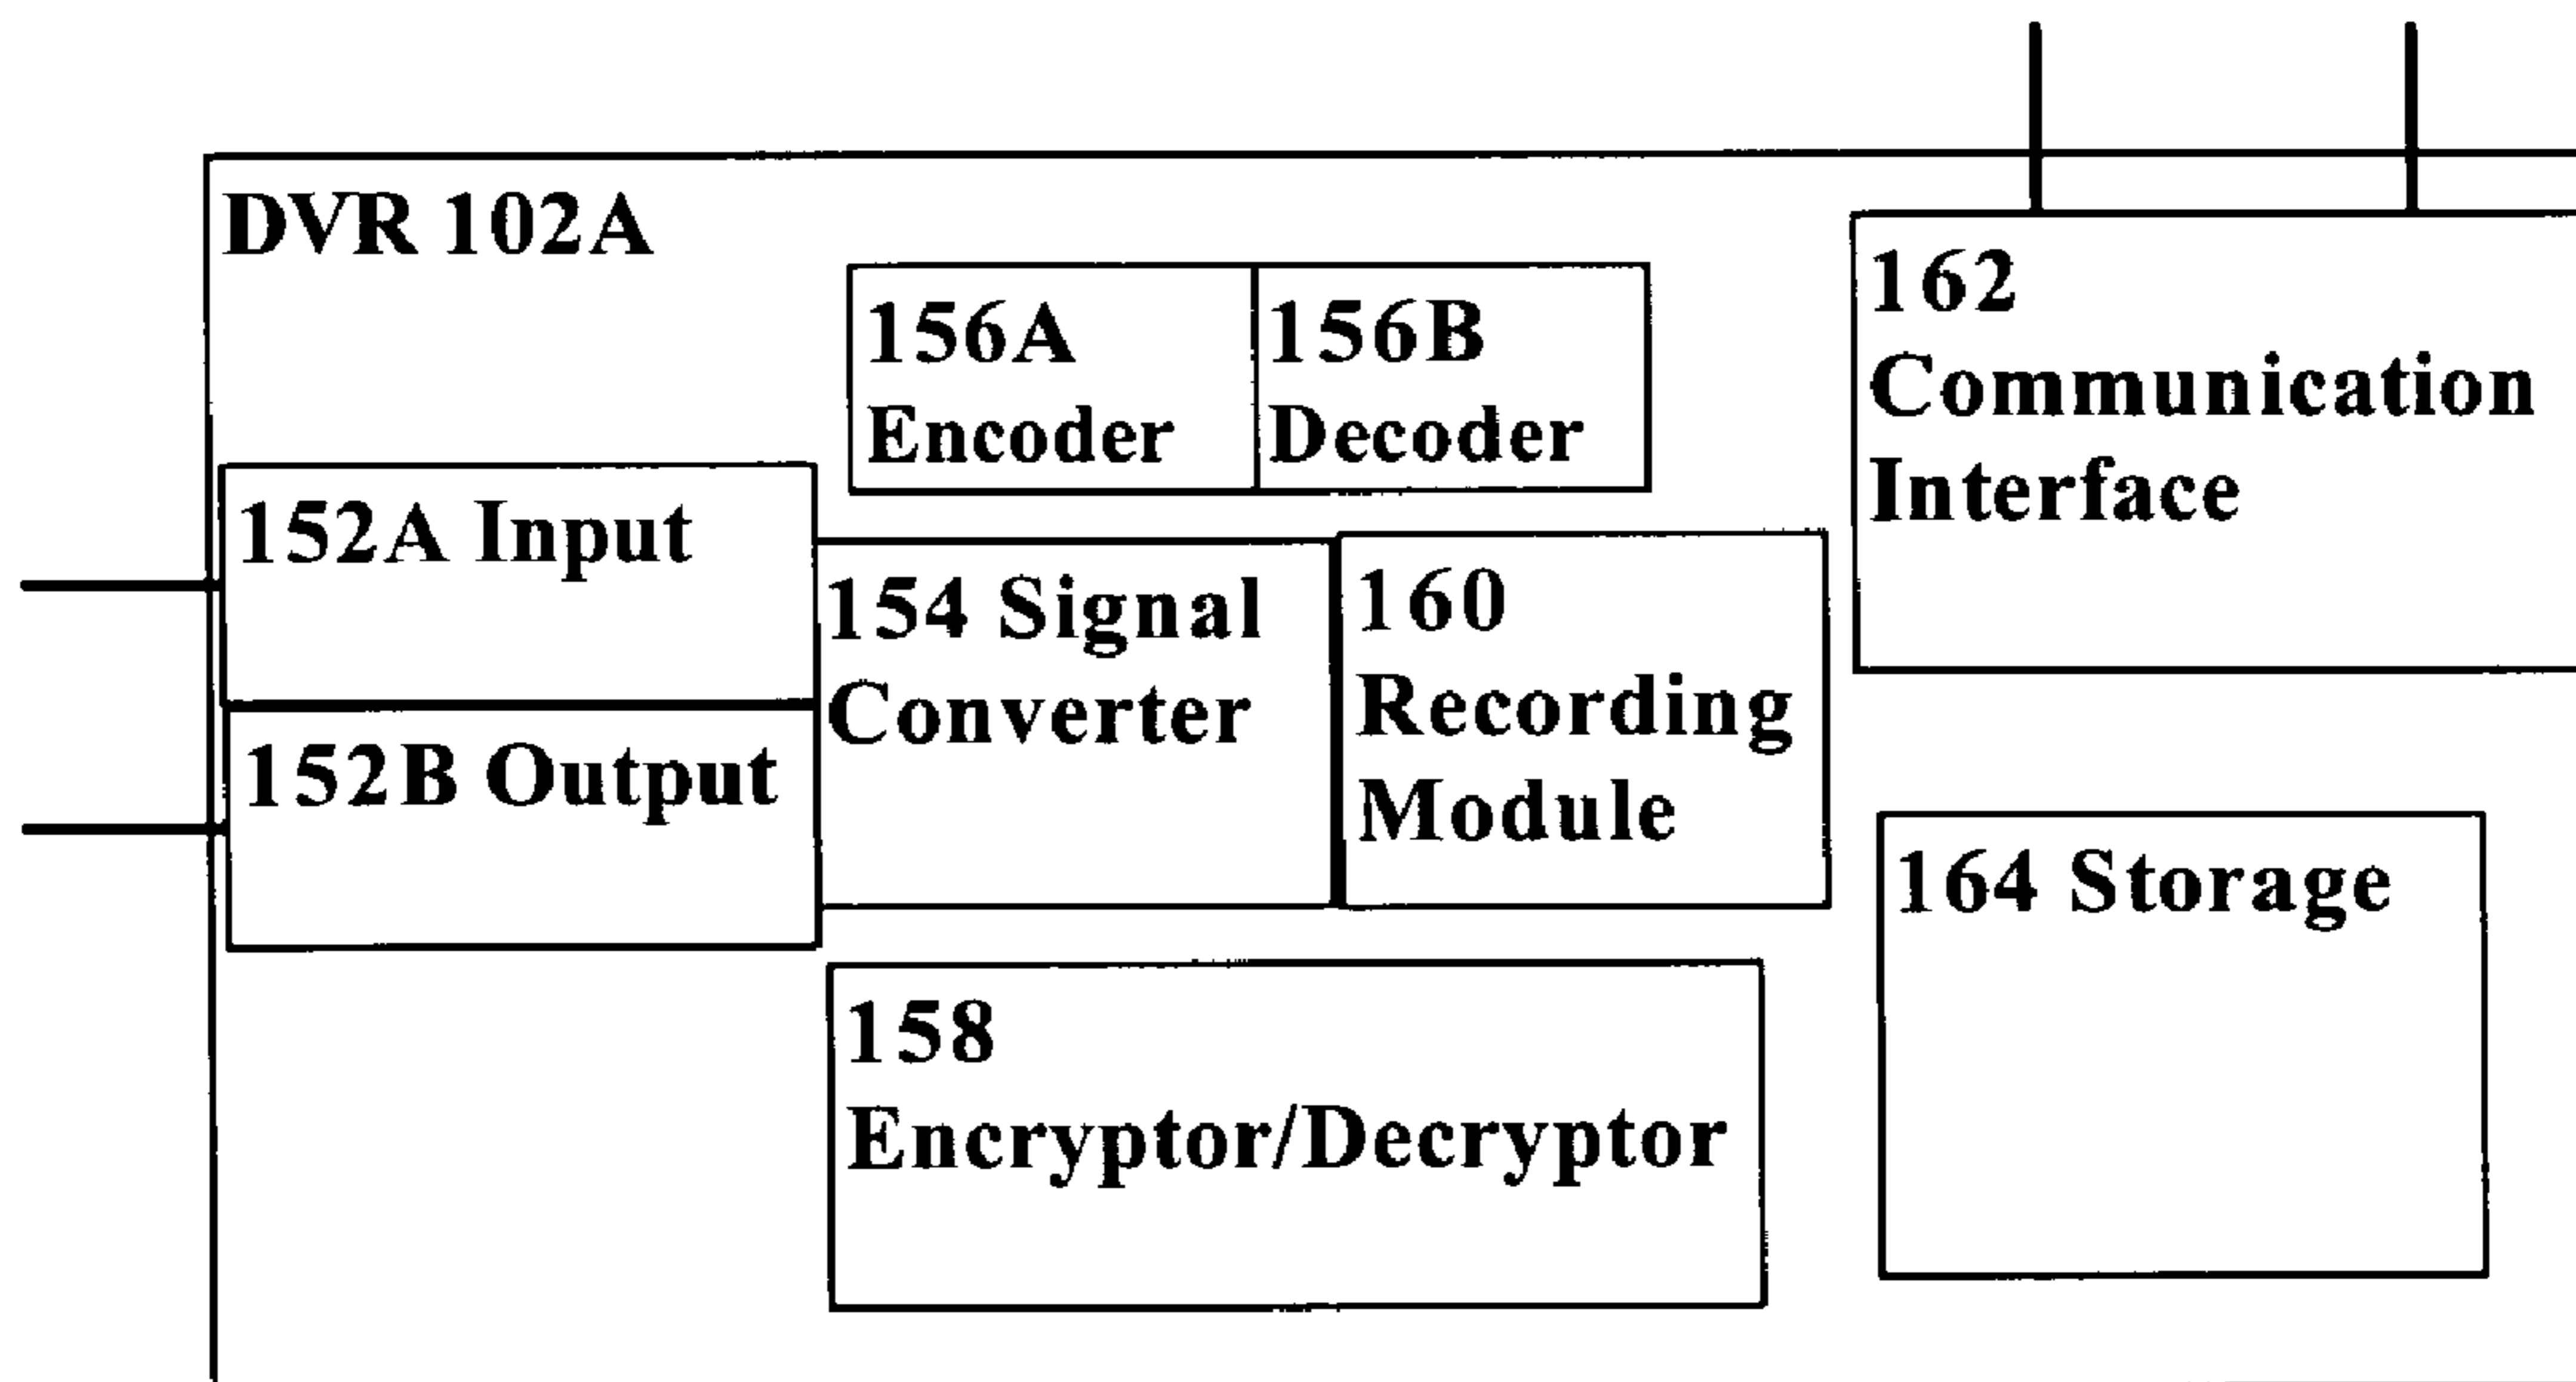 DVR 102A
156A
Encoder
156B
Decoder
162
Communication
Interface
152A Input
152B Output
154 Signal
Converter
160
Recording
Module
164 Storage
158
Encryptor/Decryptor